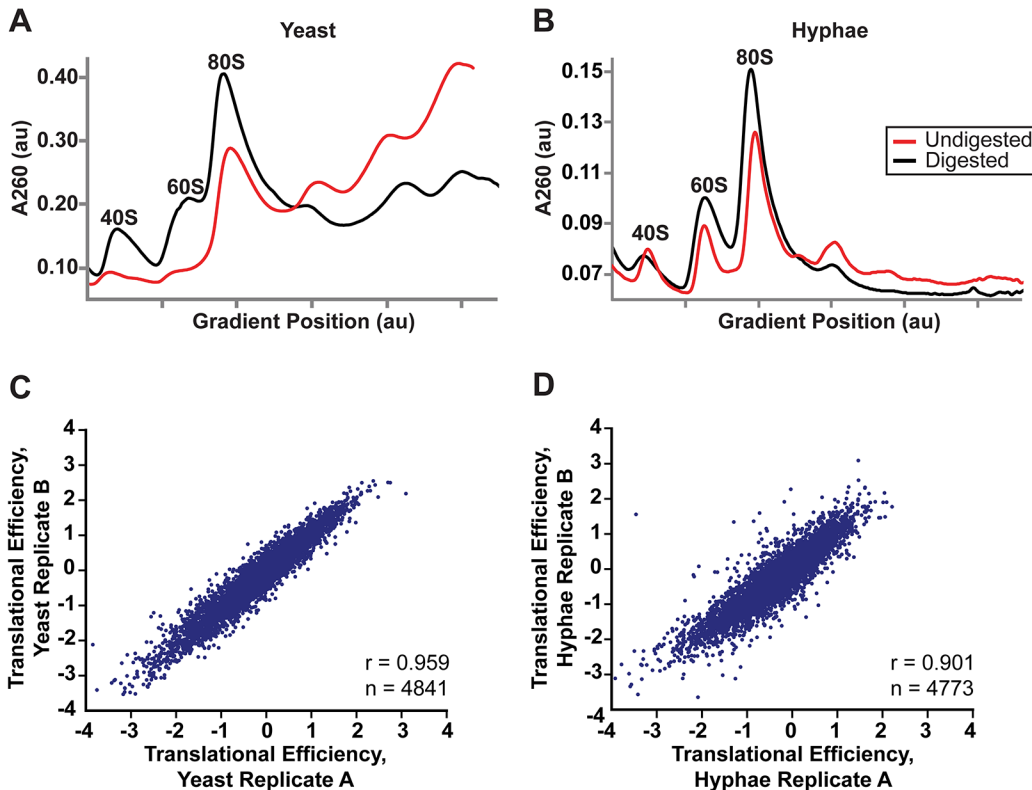 A
Yeast
0.40
0.30
0.20
0.10
A260 (au)
40S
60S
80S
Gradient Position (au)
B
Hyphae
0.15
0.13
0.11
0.09
0.07
A260 (au)
40S
60S
80S
Undigested
Digested
Gradient Position (au)
C
Translational Efficiency,
Yeast Replicate B
4
3
2
1
0
-1
-2
-3
-4
r = 0.959
n = 4841
-4 -3 -2 -1 0 1 2 3 4
Translational Efficiency,
Yeast Replicate A
D
Translational Efficiency,
Hyphae Replicate B
4
3
2
1
0
-1
-2
-3
-4
r = 0.901
n = 4773
-4 -3 -2 -1 0 1 2 3 4
Translational Efficiency,
Hyphae Replicate A